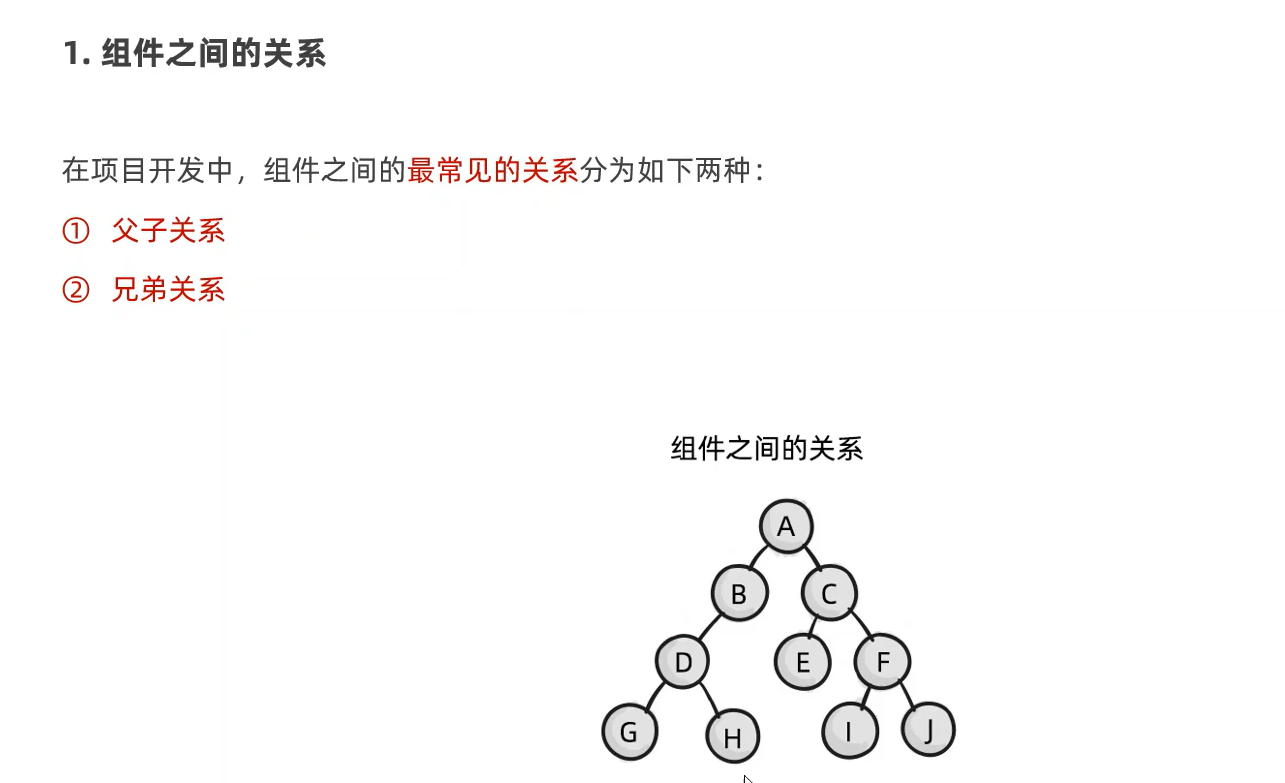 1. 组件之间的关系
在项目开发中，组件之间的最常见的关系分为如下两种：
① 父子关系
② 兄弟关系
组件之间的关系
A
B C
D E F
G H I J